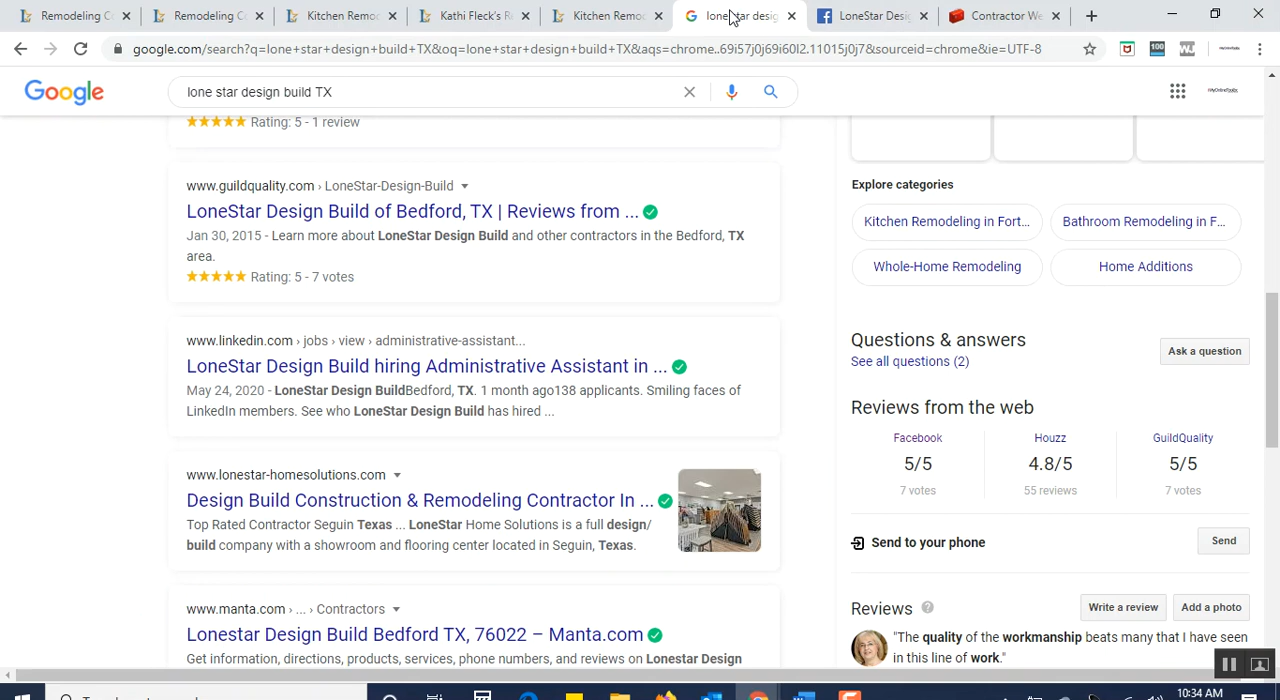 Remodeling C
Remodeling Co
Kitchen Remo
Kathi Fleck's R
Kitchen Remo
lone star desig
LoneStar Desi
Contractor We
google.com/search?q=lone+star+design+build+TX&oq=lone+star+design+build+TX&aqs=chrome..69i57j0j69i60l2.11015j0j7&sourceid=chrome&ie=UTF-8
100
Google
lone star design build TX
Rating: 5 - 1 review
www.guildquality.com › LoneStar-Design-Build
LoneStar Design Build of Bedford, TX | Reviews from ...
Jan 30, 2015 - Learn more about LoneStar Design Build and other contractors in the Bedford, TX
area.
Rating: 5 - 7 votes
www.linkedin.com › jobs › view › administrative-assistant...
LoneStar Design Build hiring Administrative Assistant in ...
May 24, 2020 - LoneStar Design BuildBedford, TX. 1 month ago138 applicants. Smiling faces of
LinkedIn members. See who LoneStar Design Build has hired ...
www.lonestar-homesolutions.com
Design Build Construction & Remodeling Contractor In ...
Top Rated Contractor Seguin Texas ... LoneStar Home Solutions is a full design/
build company with a showroom and flooring center located in Seguin, Texas.
www.manta.com › ... › Contractors
Lonestar Design Build Bedford TX, 76022 – Manta.com
Get information, directions, products, services, phone numbers, and reviews on Lonestar Design
Explore categories
Kitchen Remodeling in Fort...
Bathroom Remodeling in F...
Whole-Home Remodeling
Home Additions
Questions & answers
See all questions (2)
Ask a question
Reviews from the web
Facebook
Houzz
GuildQuality
5/5
4.8/5
5/5
7 votes
55 reviews
7 votes
Send to your phone
Send
Reviews
Write a review
Add a photo
"The quality of the workmanship beats many that I have seen
in this line of work."
10:34 AM